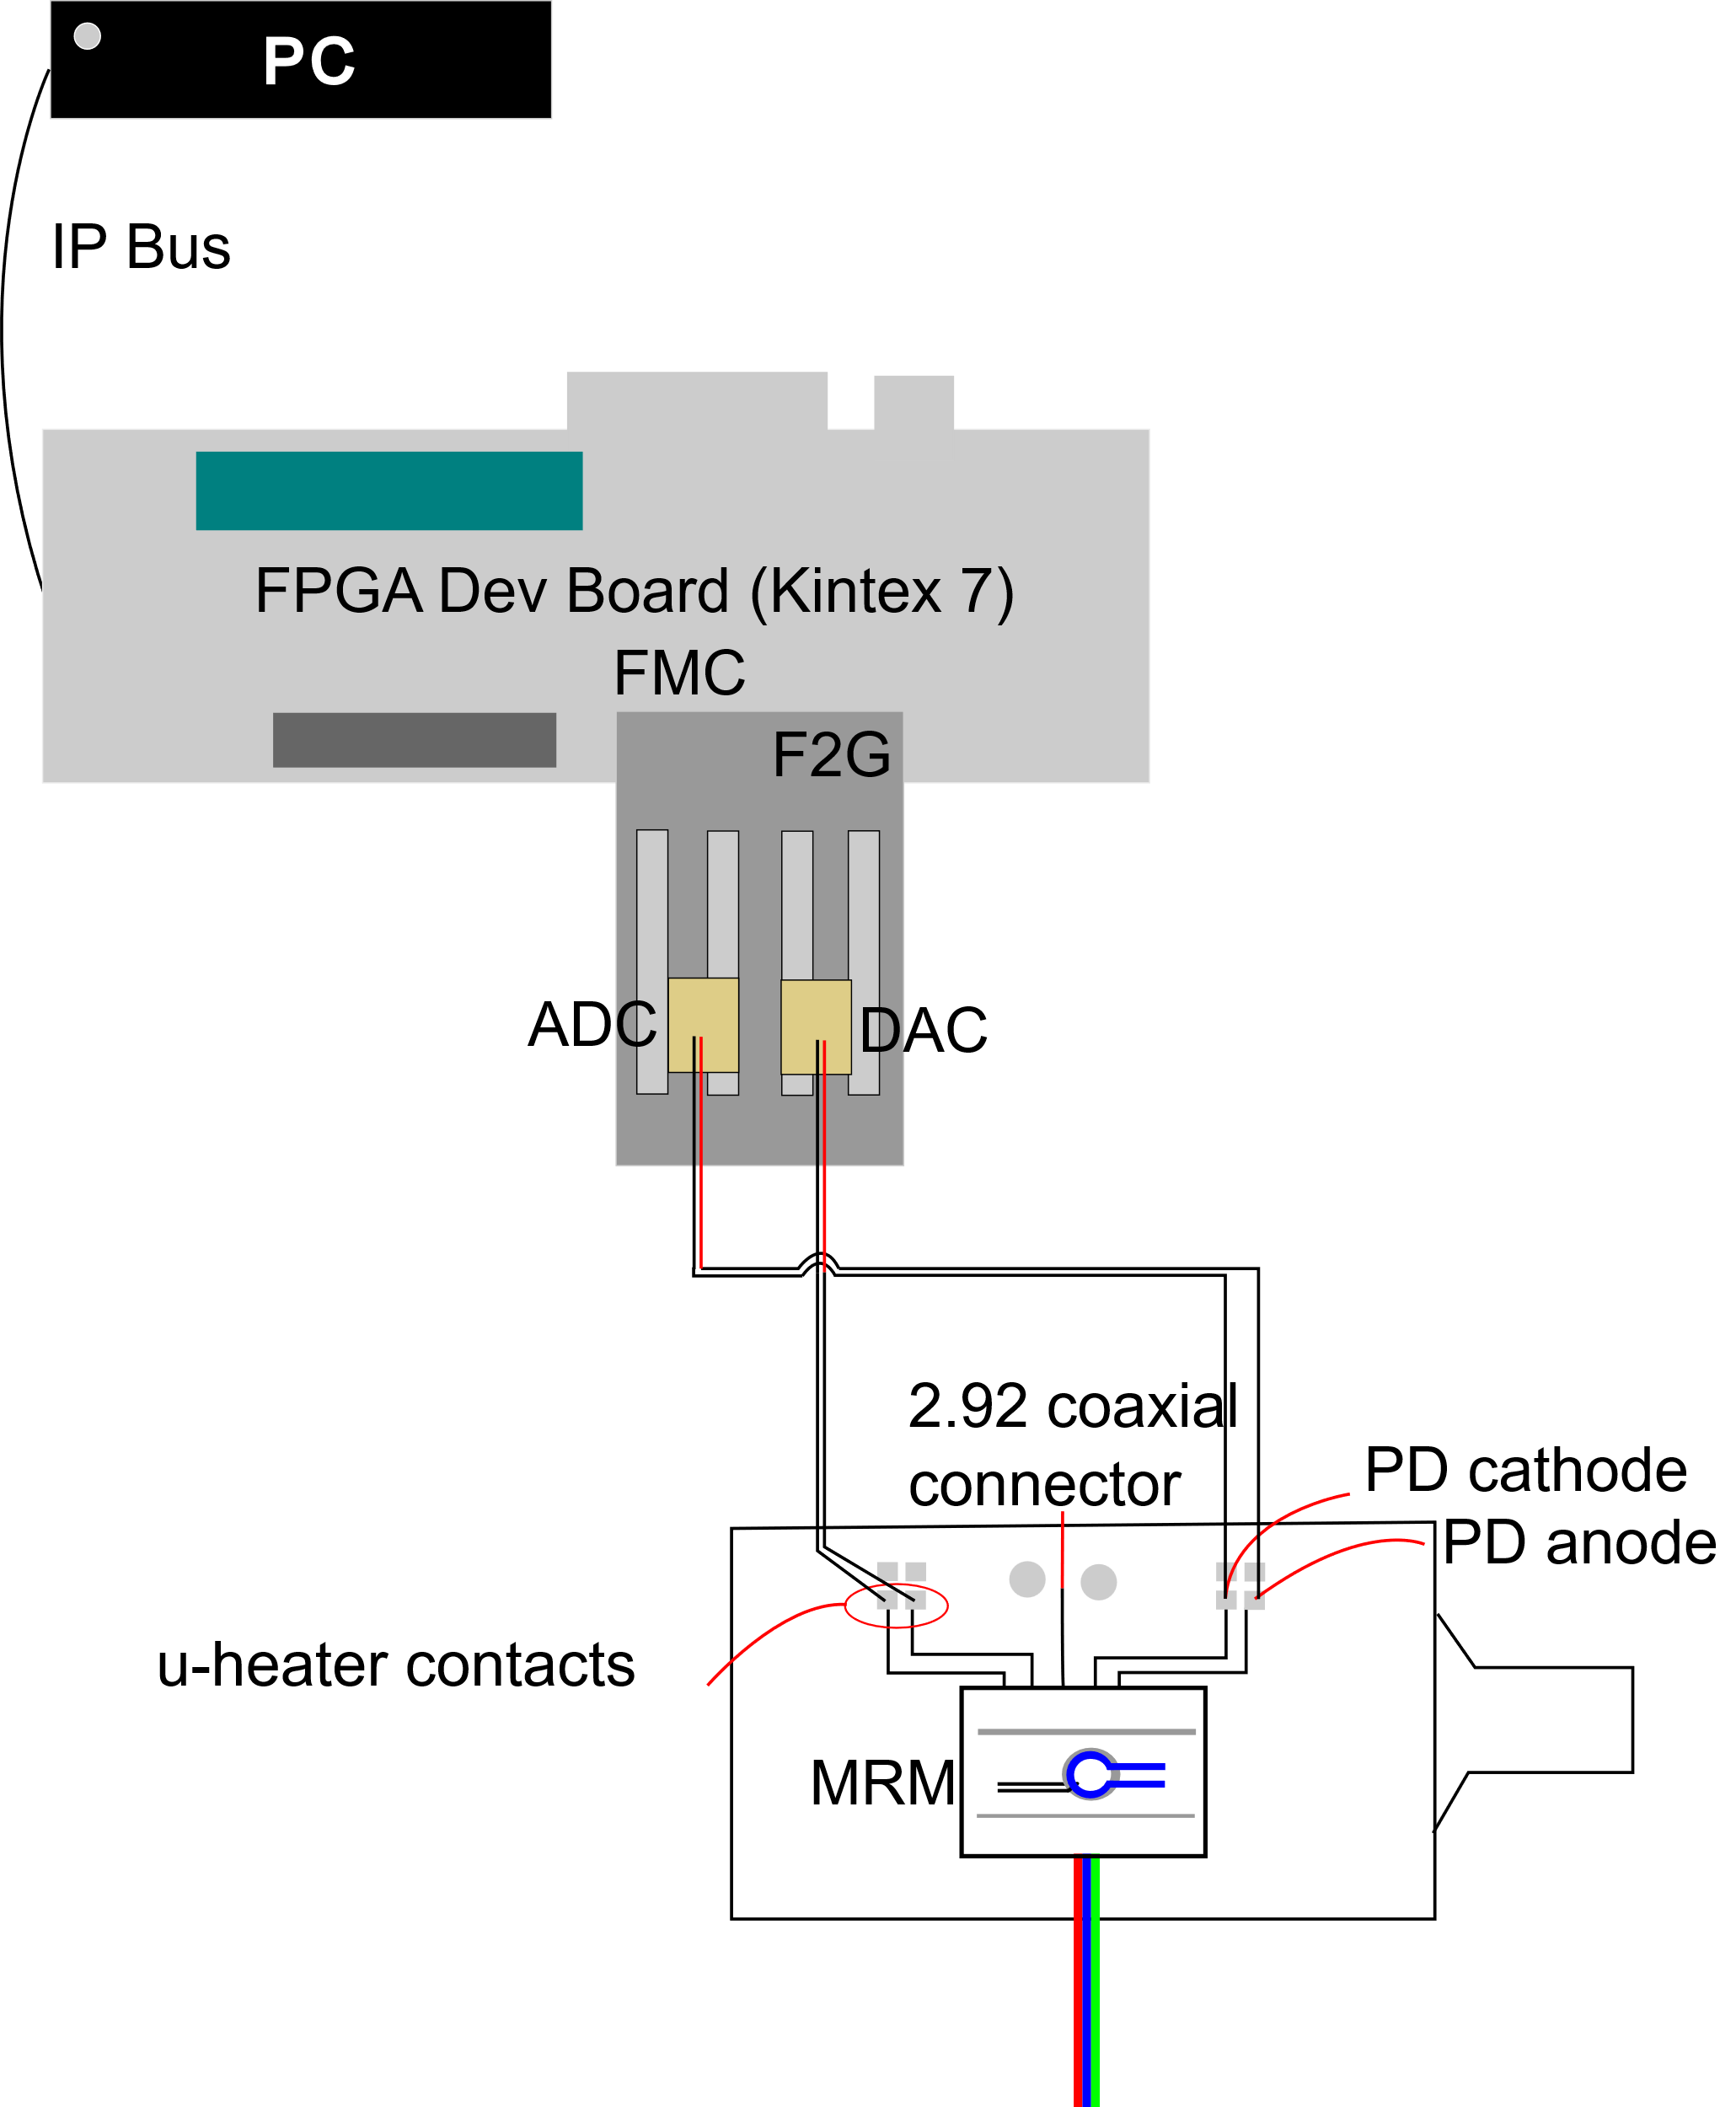 PC
IP Bus
FPGA Dev Board (Kintex 7)
FMC
F2G
ADC
DAC
2.92 coaxial
connector
PD cathode
PD anode
u-heater contacts
MRM